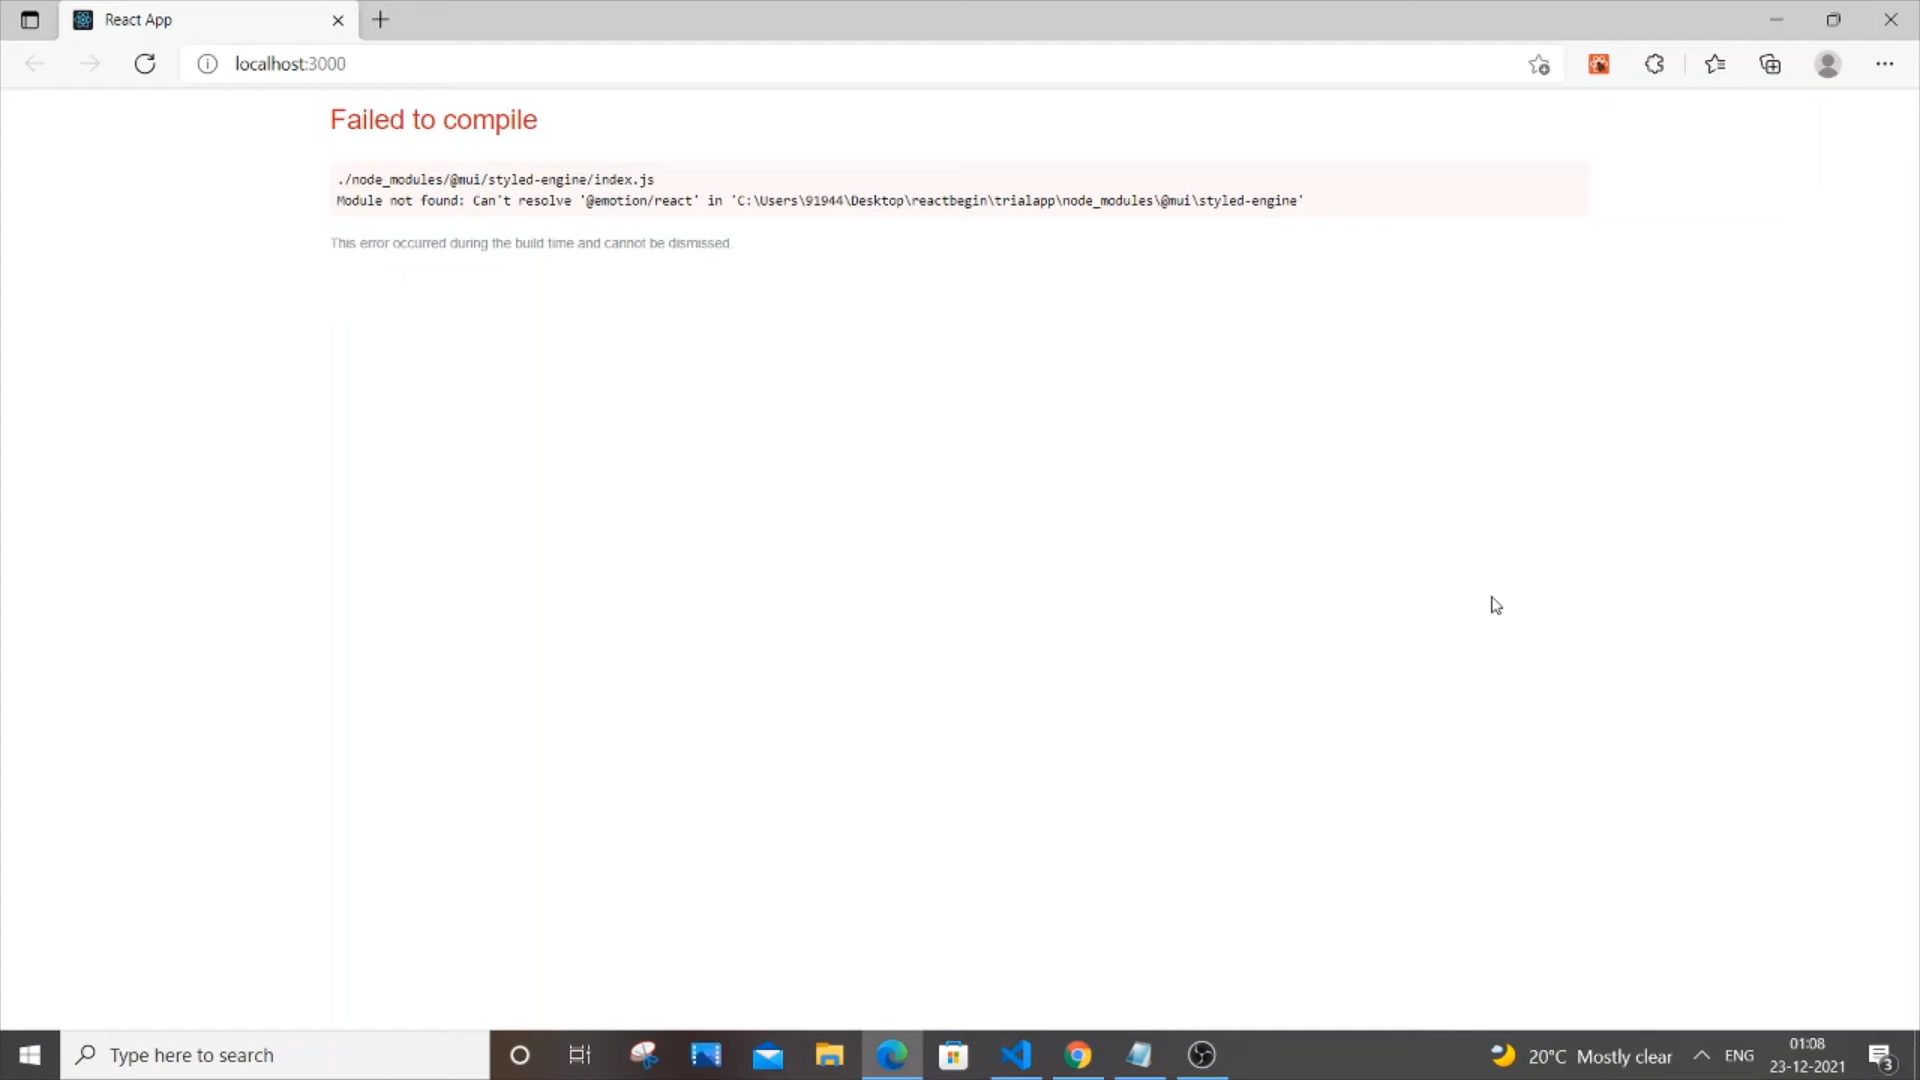 React App
localhost:3000
Failed to compile
./node_modules/@mui/styled-engine/index.js
Module not found: Can't resolve '@emotion/react' in 'C:\Users\91944\Desktop\reactbegin\trialapp\node_modules\@mui\styled-engine'
This error occurred during the build time and cannot be dismissed.
Type here to search
20°C Mostly clear
ENG
01:08
23-12-2021
3